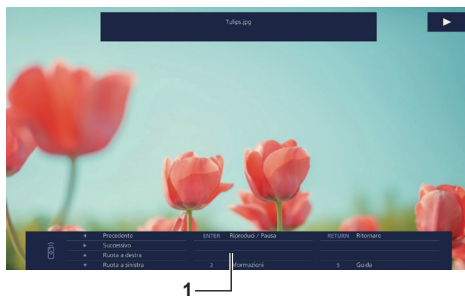 Tulips.jpg
Precedente ENTER Riproduci / Pausa RETURN Ritornare
Successivo
Ruota a destra
Ruota a sinistra 2 Informazioni 5 Guida
1